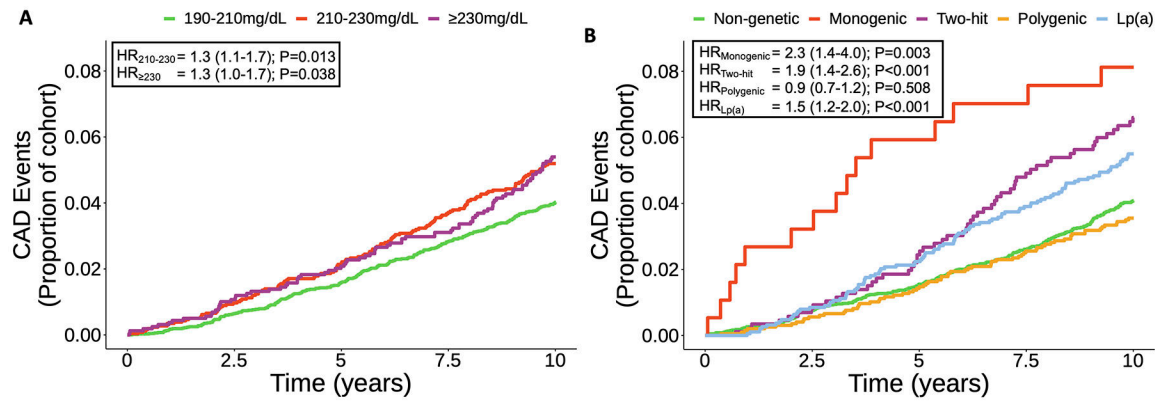 A
190-210mg/dL 210-230mg/dL ≥230mg/dL
HR210-230 = 1.3 (1.1-1.7); P=0.013
HR≥230 = 1.3 (1.0-1.7); P=0.038
CAD Events
(Proportion of cohort)
0.08
0.06
0.04
0.02
0.00
0 2.5 5 7.5 10
Time (years)
B
Non-genetic Monogenic Two-hit Polygenic Lp(a)
HRMonogenic = 2.3 (1.4-4.0); P=0.003
HRTwo-hit = 1.9 (1.4-2.6); P<0.001
HRPolygenic = 0.9 (0.7-1.2); P=0.508
HRLp(a) = 1.5 (1.2-2.0); P<0.001
CAD Events
(Proportion of cohort)
0.08
0.06
0.04
0.02
0.00
0 2.5 5 7.5 10
Time (years)